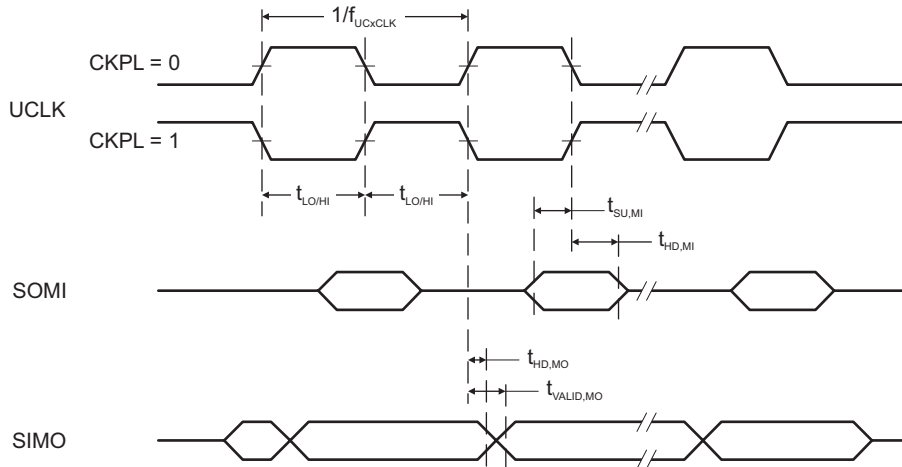 1/fUCxCLK
CKPL = 0
UCLK
CKPL = 1
tLO/HI
tLO/HI
tSU,MI
tHD,MI
SOMI
tHD,MO
tVALID,MO
SIMO